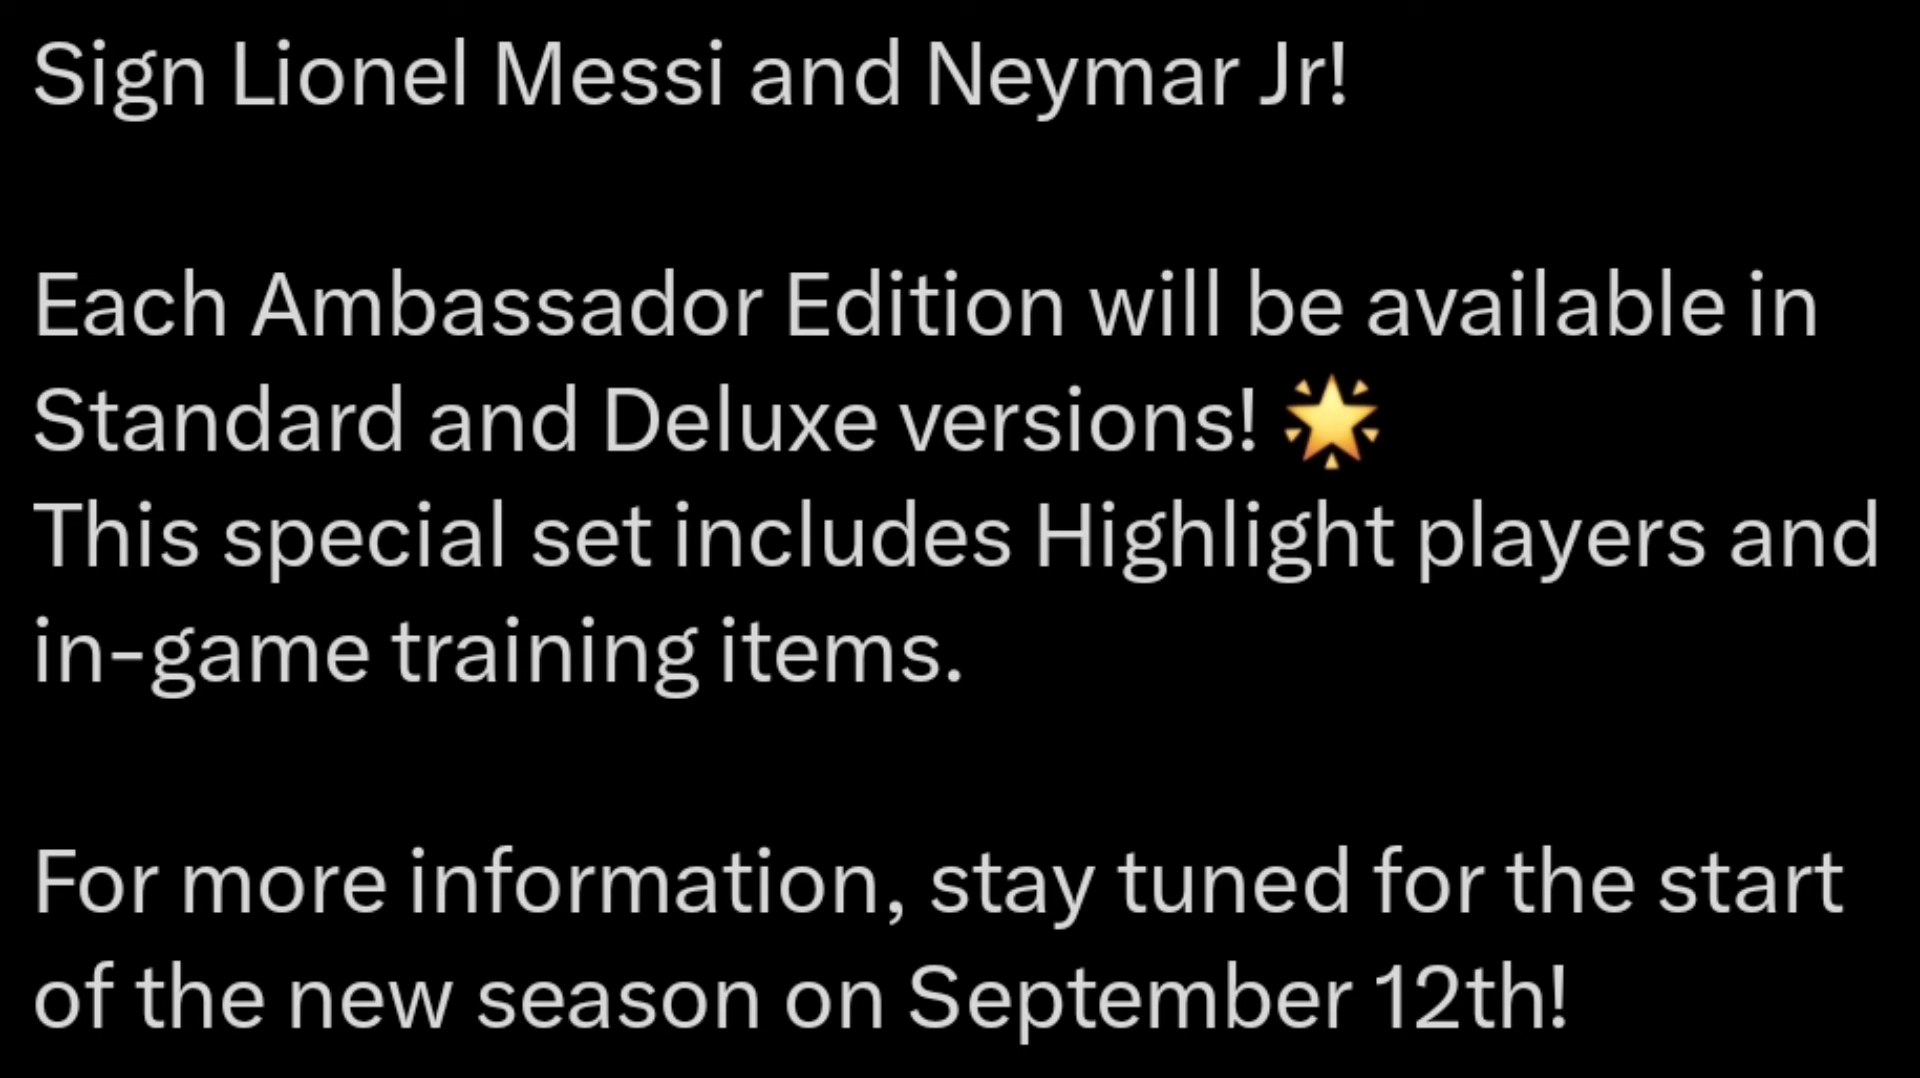 Sign Lionel Messi and Neymar Jr!
Each Ambassador Edition will be available in
Standard and Deluxe versions! 🌟
This special set includes Highlight players and
in-game training items.
For more information, stay tuned for the start
of the new season on September 12th!